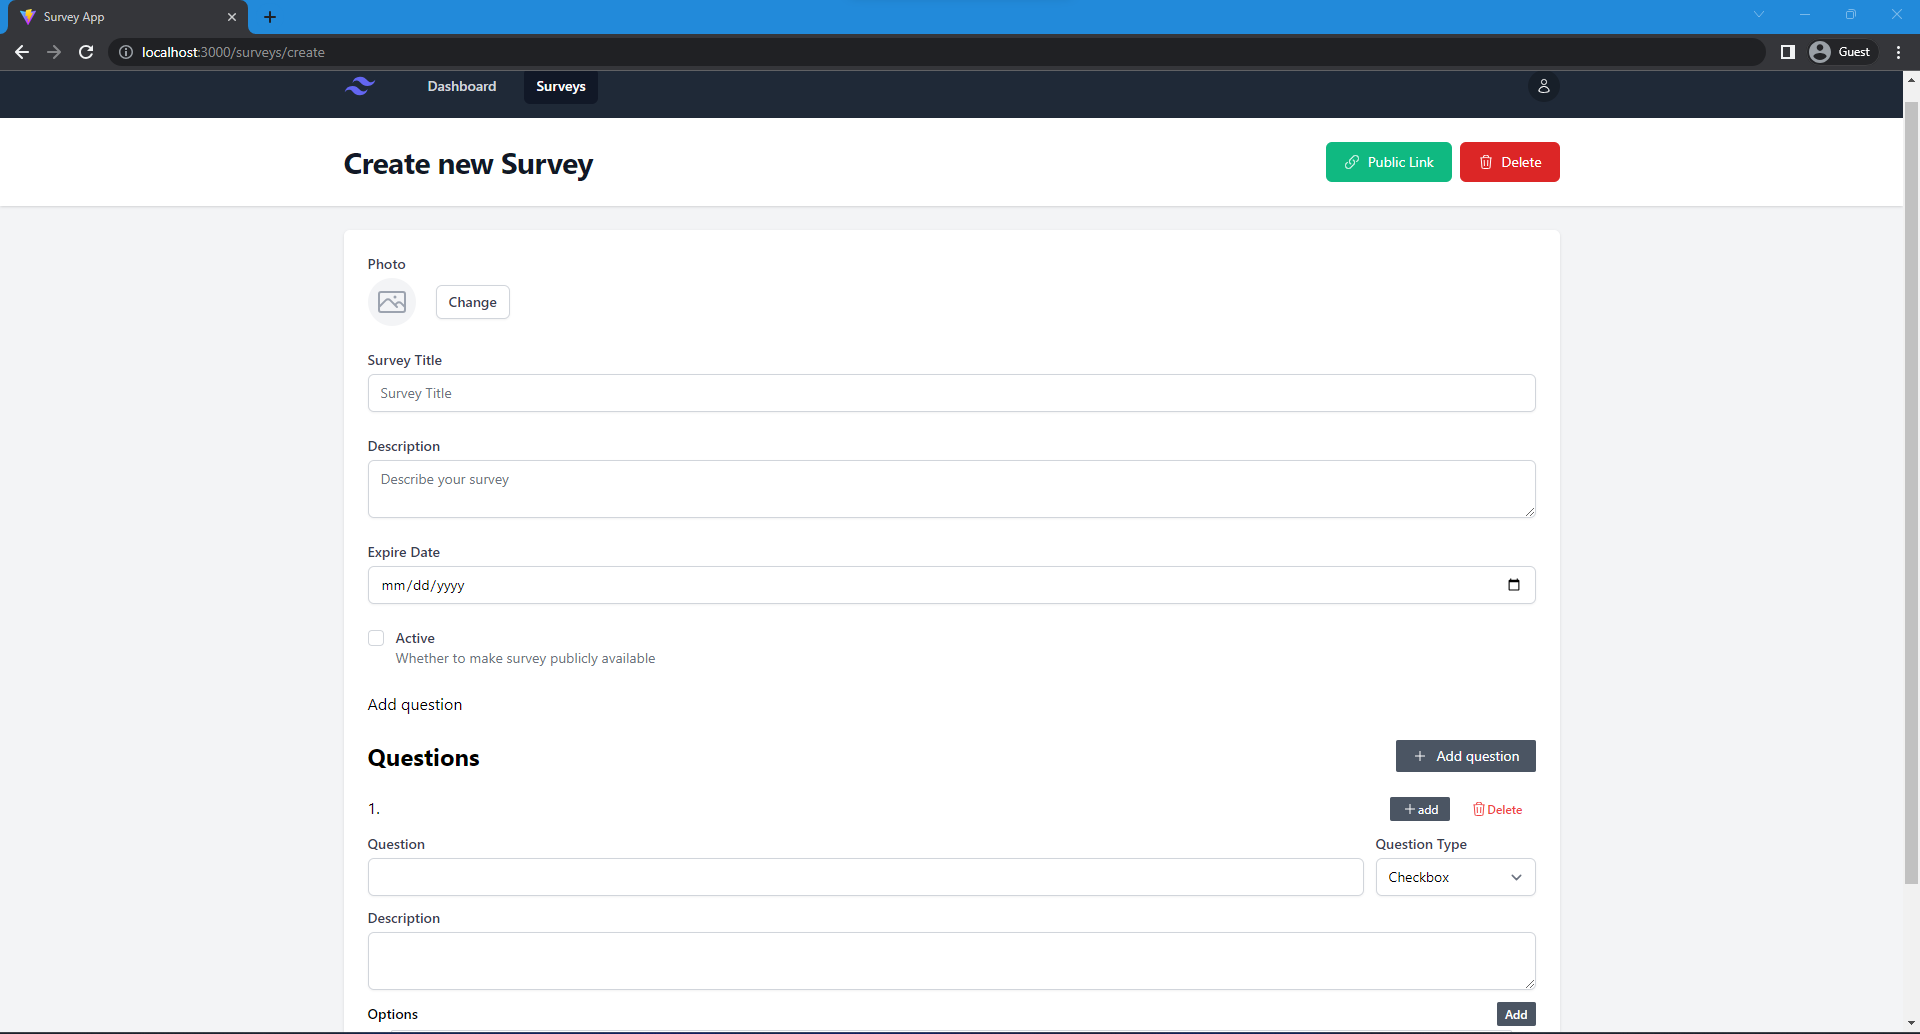 Survey App
localhost:3000/surveys/create
Guest
Dashboard
Surveys
Create new Survey
Public Link
Delete
Photo
Change
Survey Title
Survey Title
Description
Describe your survey
Expire Date
mm/dd/yyyy
Active
Whether to make survey publicly available
Add question
Questions
+ Add question
1.
+ add
Delete
Question
Question Type
Checkbox
Description
Options
Add